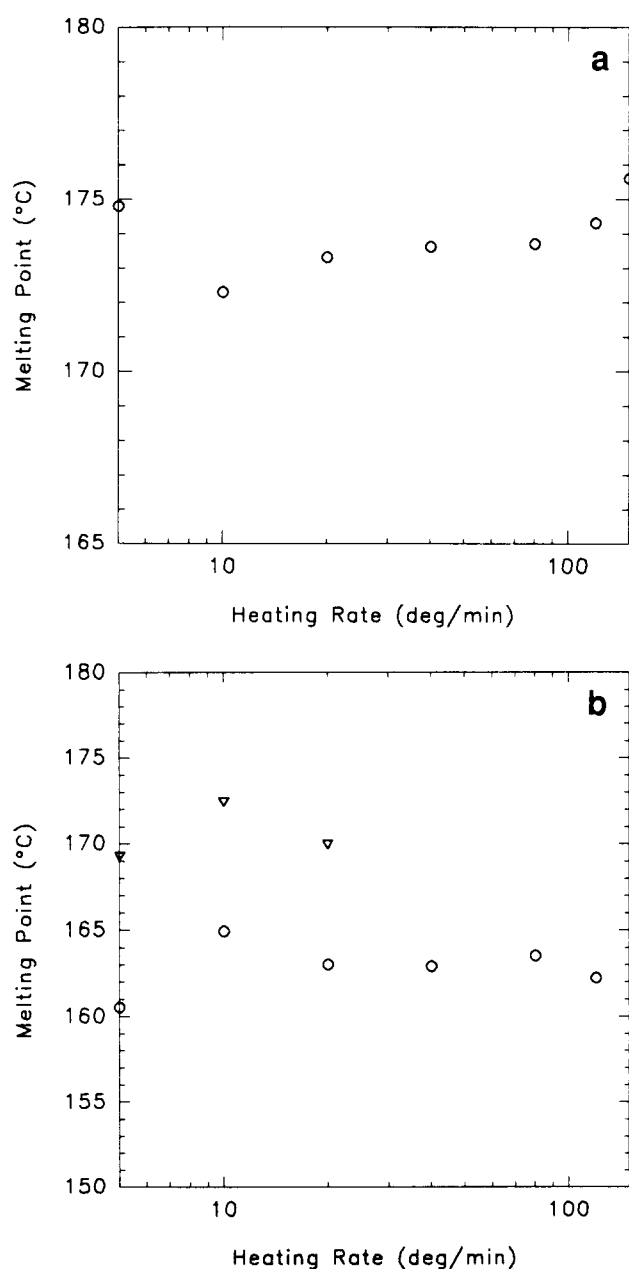 a
180
175
170
165
Melting Point (°C)
10 100
Heating Rate (deg/min)
b
180
175
170
165
160
155
150
Melting Point (°C)
10 100
Heating Rate (deg/min)